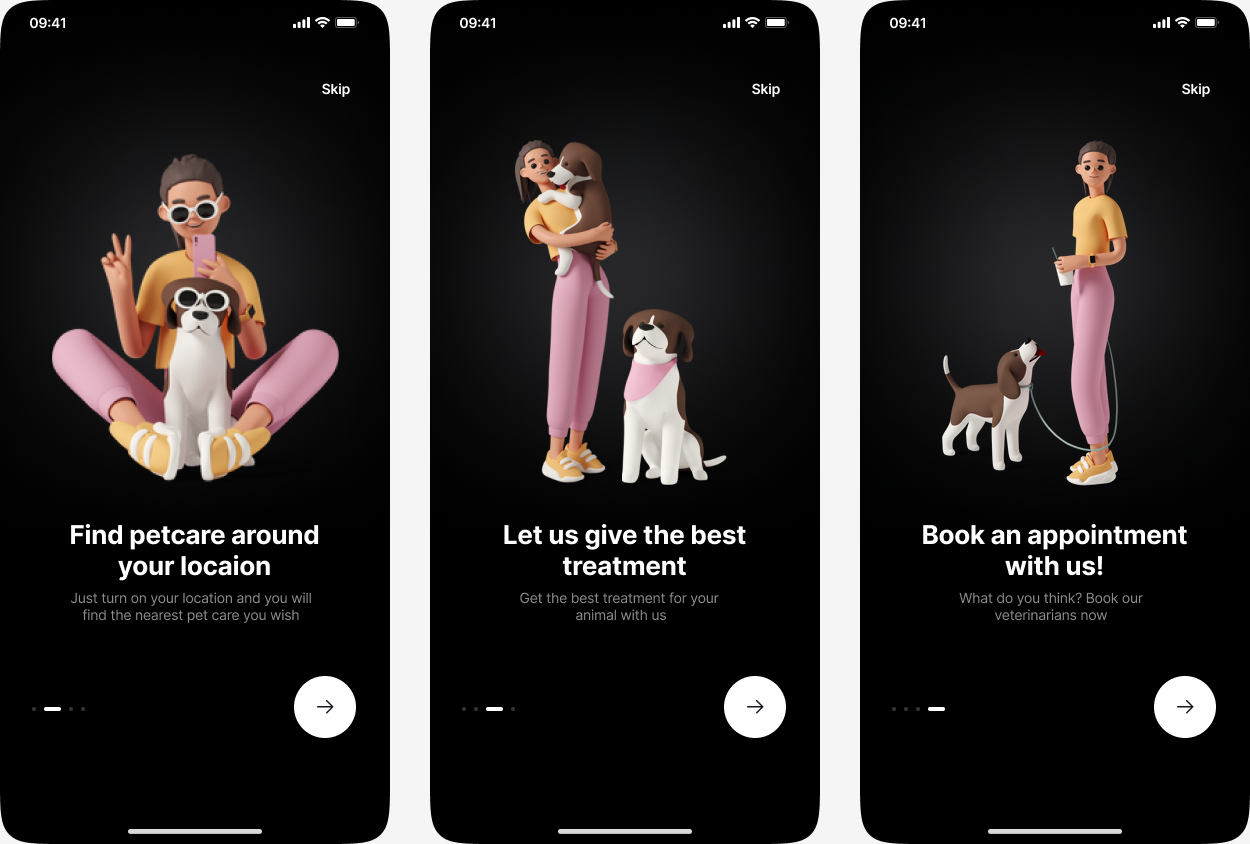 09:41
Skip
Find petcare around
your locaion
Just turn on your location and you will
find the nearest pet care you wish
09:41
Skip
Let us give the best
treatment
Get the best treatment for your
animal with us
09:41
Skip
Book an appointment
with us!
What do you think? Book our
veterinarians now